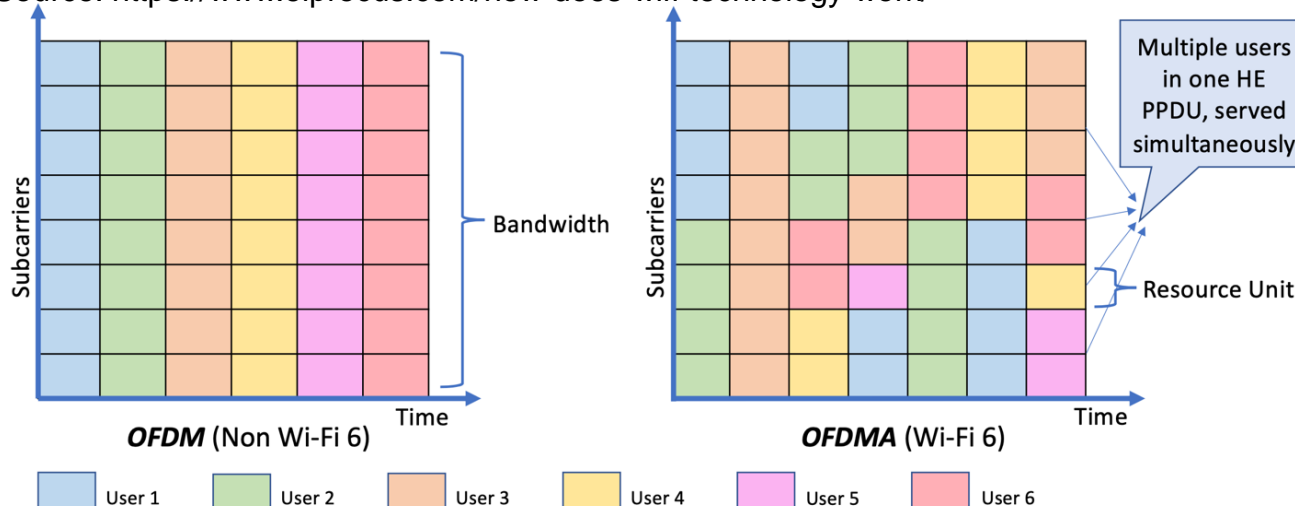 Multiple users
in one HE
PPDU, served
simultaneously
Subcarriers
Bandwidth
Time
OFDM (Non Wi-Fi 6)
Subcarriers
Resource Unit
Time
OFDMA (Wi-Fi 6)
User 1
User 2
User 3
User 4
User 5
User 6